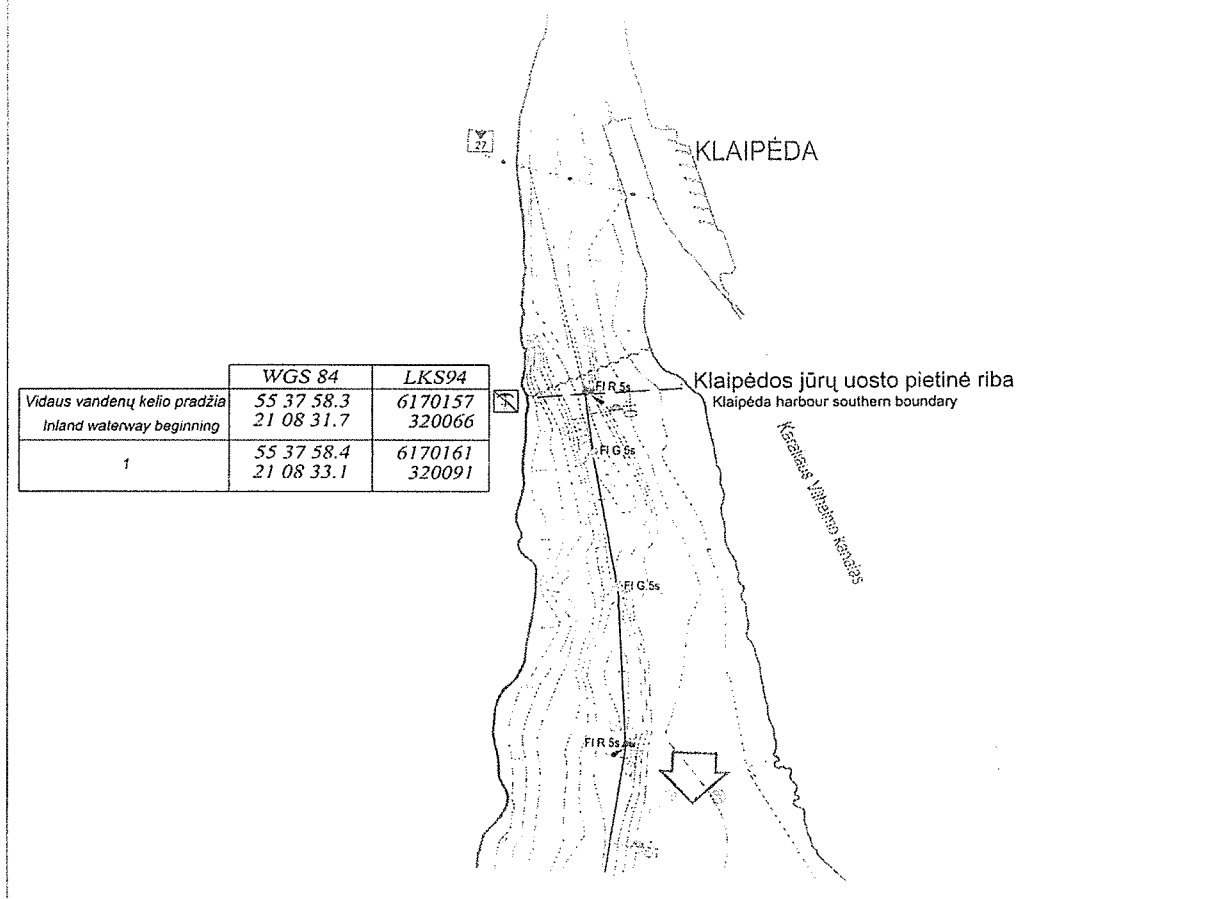 27
KLAIPĖDA
WGS 84 LKS94
Vidaus vandenų kelio pradžia
Inland waterway beginning
55 37 58.3
21 08 31.7
6170157
320066
1
55 37 58.4
21 08 33.1
6170161
320091
Fl R 5s
Klaipėdos jūrų uosto pietinė riba
Klaipėda harbour southern boundary
Fl G 5s
Karaliaus Vilhelmo kanalas
Fl G 5s
Fl R 5s